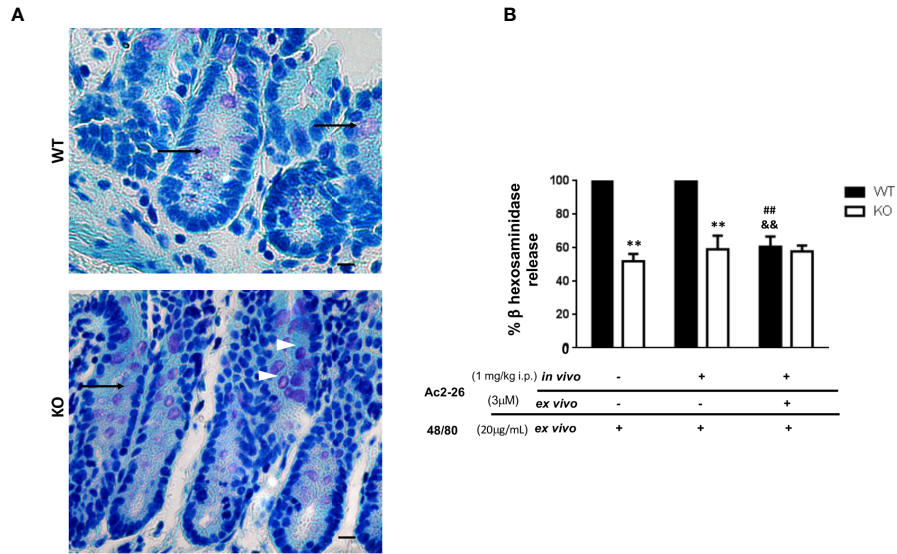 A
B
WT
KO
% β hexosaminidase
release
100
80
60
40
20
0
**
**
##
&&
WT
KO
Ac2-26
(1 mg/kg i.p.) in vivo - + +
(3µM) ex vivo - - +
48/80 (20µg/mL) ex vivo + + +